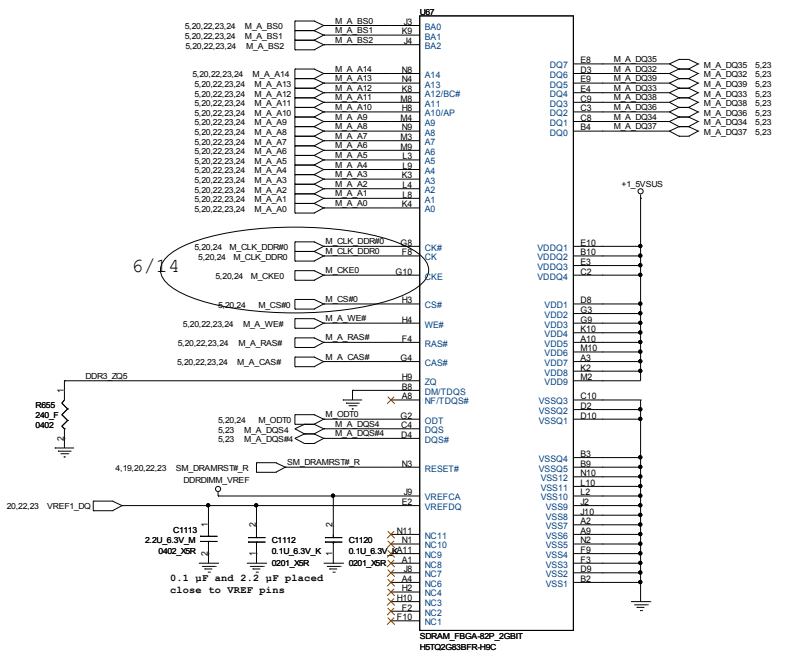 U67
5,20,22,23,24 M_A_BS0 M_A_BS0 J3 BA0
5,20,22,23,24 M_A_BS1 M_A_BS1 K9 BA1
5,20,22,23,24 M_A_BS2 M_A_BS2 J4 BA2
5,20,22,23,24 M_A_A14 M_A_A14 N8 A14
5,20,22,23,24 M_A_A13 M_A_A13 N4 A13
5,20,22,23,24 M_A_A12 M_A_A12 K8 A12/BC#
5,20,22,23,24 M_A_A11 M_A_A11 M8 A11
5,20,22,23,24 M_A_A10 M_A_A10 H8 A10/AP
5,20,22,23,24 M_A_A9 M_A_A9 M4 A9
5,20,22,23,24 M_A_A8 M_A_A8 N9 A8
5,20,22,23,24 M_A_A7 M_A_A7 M3 A7
5,20,22,23,24 M_A_A6 M_A_A6 M9 A6
5,20,22,23,24 M_A_A5 M_A_A5 L3 A5
5,20,22,23,24 M_A_A4 M_A_A4 L9 A4
5,20,22,23,24 M_A_A3 M_A_A3 K3 A3
5,20,22,23,24 M_A_A2 M_A_A2 L4 A2
5,20,22,23,24 M_A_A1 M_A_A1 L8 A1
5,20,22,23,24 M_A_A0 M_A_A0 K4 A0
6/14
5,20,24 M_CLK_DDR#0 M_CLK_DDR#0 G8 CK#
5,20,24 M_CLK_DDR0 M_CLK_DDR0 F8 CK
5,20,24 M_CKE0 M_CKE0 G10 CKE
5,20,24 M_CS#0 M_CS#0 H3 CS#
5,20,22,23,24 M_A_WE# M_A_WE# H4 WE#
5,20,22,23,24 M_A_RAS# M_A_RAS# F4 RAS#
5,20,22,23,24 M_A_CAS# M_A_CAS# G4 CAS#
DDR3_ZQ5 H9 ZQ
B8 DM/TDQS
A8 NF/TDQS#
1
R655
240_F
0402
2
5,20,24 M_ODT0 M_ODT0 G2 ODT
5,23 M_A_DQS4 M_A_DQS4 C4 DQS
5,23 M_A_DQS#4 M_A_DQS#4 D4 DQS#
4,19,20,22,23 SM_DRAMRST#_R SM_DRAMRST#_R N3 RESET#
DDRDIMM_VREF
J9 VREFCA
20,22,23 VREF1_DQ E2 VREFDQ
1 2 2
C1113
2.2U_6.3V_M
0402_X5R
2
C1112
0.1U_6.3V_K
0201_X5R
1
C1120
0.1U_6.3V_K
0201_X5R
1
0.1 µF and 2.2 µF placed
close to VREF pins
N11 NC11
N1 NC10
A11 NC9
A1 NC8
J8 NC7
A4 NC6
H2 NC4
H10 NC3
F2 NC2
F10 NC1
DQ7 E8 M_A_DQ35 M_A_DQ35 5,23
DQ6 D3 M_A_DQ32 M_A_DQ32 5,23
DQ5 E9 M_A_DQ39 M_A_DQ39 5,23
DQ4 E4 M_A_DQ33 M_A_DQ33 5,23
DQ3 C9 M_A_DQ38 M_A_DQ38 5,23
DQ2 C3 M_A_DQ36 M_A_DQ36 5,23
DQ1 C8 M_A_DQ34 M_A_DQ34 5,23
DQ0 B4 M_A_DQ37 M_A_DQ37 5,23
+1_5VSUS
VDDQ1 E10
VDDQ2 B10
VDDQ3 E3
VDDQ4 C2
VDD1 D8
VDD2 G3
VDD3 G9
VDD4 K10
VDD5 A10
VDD6 M10
VDD7 A3
VDD8 K2
VDD9 M2
VSSQ3 C10
VSSQ2 D2
VSSQ1 D10
VSSQ4 B3
VSSQ5 B9
VSS12 N10
VSS11 L10
VSS10 L2
VSS9 J2
VSS8 J10
VSS7 A2
VSS6 A9
VSS5 N2
VSS4 F9
VSS3 F3
VSS2 D9
VSS1 B2
SDRAM_FBGA-82P_2GBIT
H5TQ2G83BFR-H9C